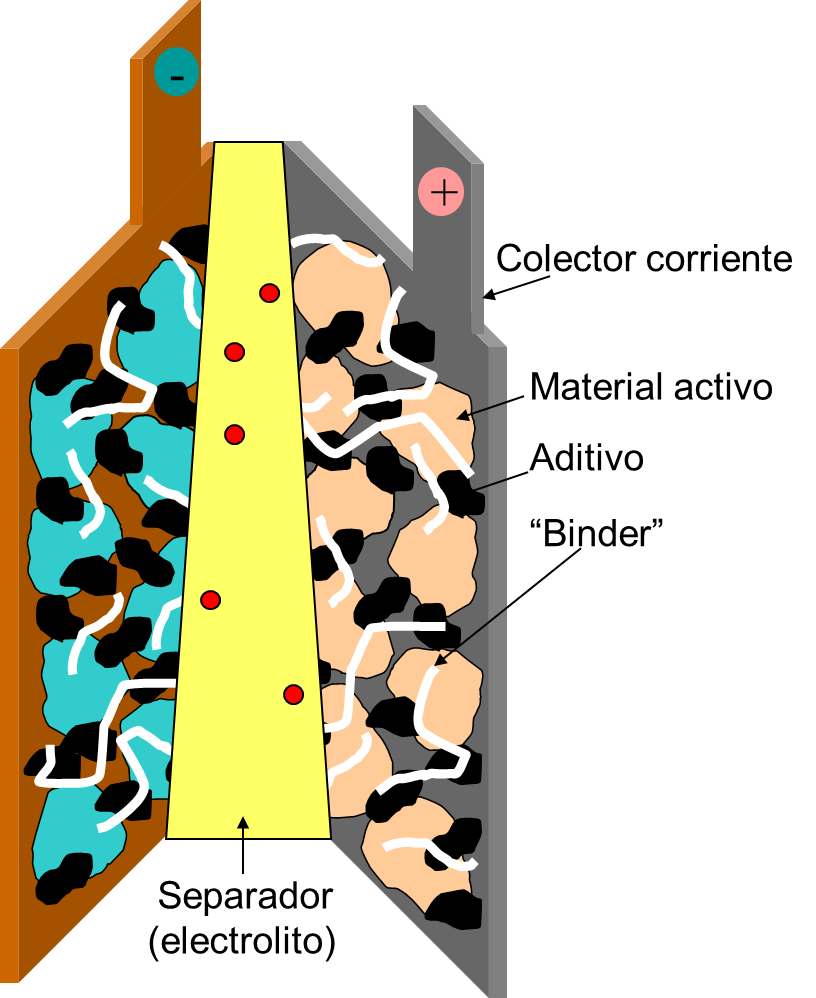 -
+
Colector corriente
Material activo
Aditivo
“Binder”
Separador
(electrolito)